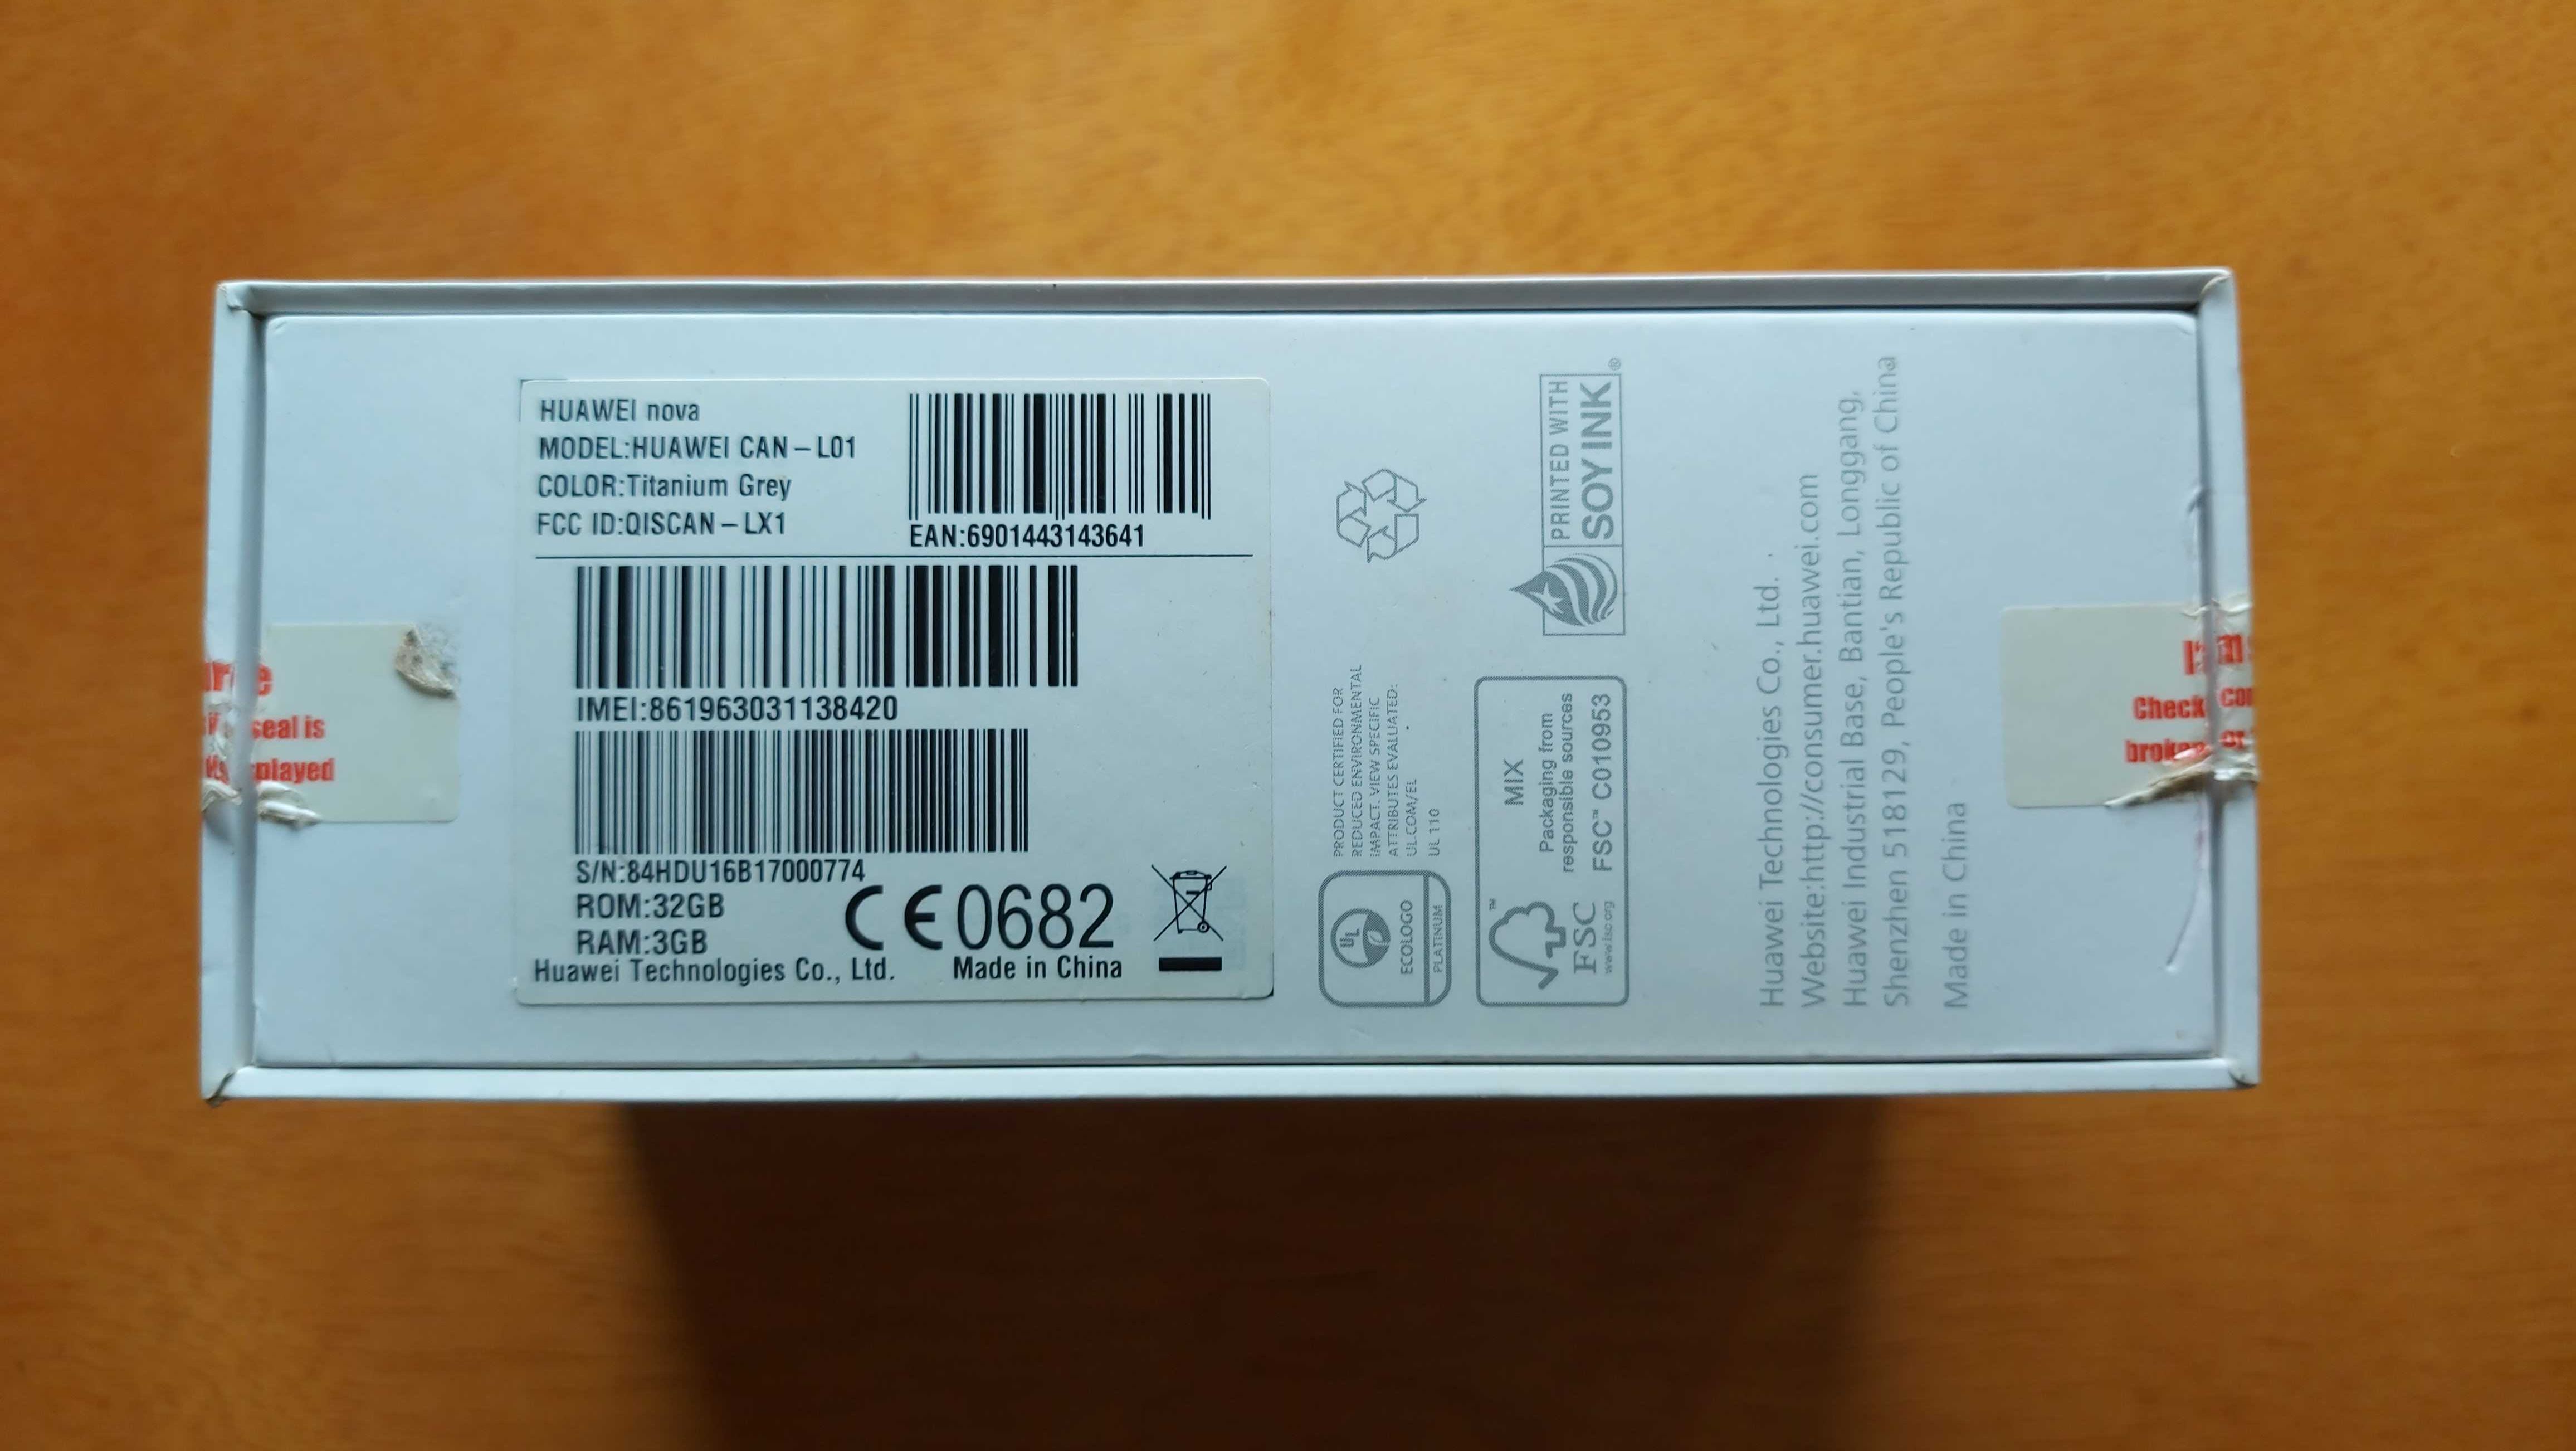 HUAWEI nova
MODEL:HUAWEI CAN-L01
COLOR:Titanium Grey
FCC ID:QISCAN-LX1
EAN:6901443143641
IMEI:861963031138420
S/N:84HDU16B17000774
ROM:32GB
RAM:3GB
CE0682
Huawei Technologies Co., Ltd. Made in China
PRODUCT CERTIFIED FOR
REDUCED ENVIRONMENTAL
IMPACT. VIEW SPECIFIC
ATTRIBUTES EVALUATED:
UL.COM/EL
UL 110
UL
ECOLOGO
PLATINUM
PRINTED WITH
SOY INK®
MIX
Packaging from
responsible sources
FSC™ C010953
™
FSC
www.fsc.org
Huawei Technologies Co., Ltd.
Website:http://consumer.huawei.com
Huawei Industrial Base, Bantian, Longgang,
Shenzhen 518129, People's Republic of China
Made in China
seal is
Check